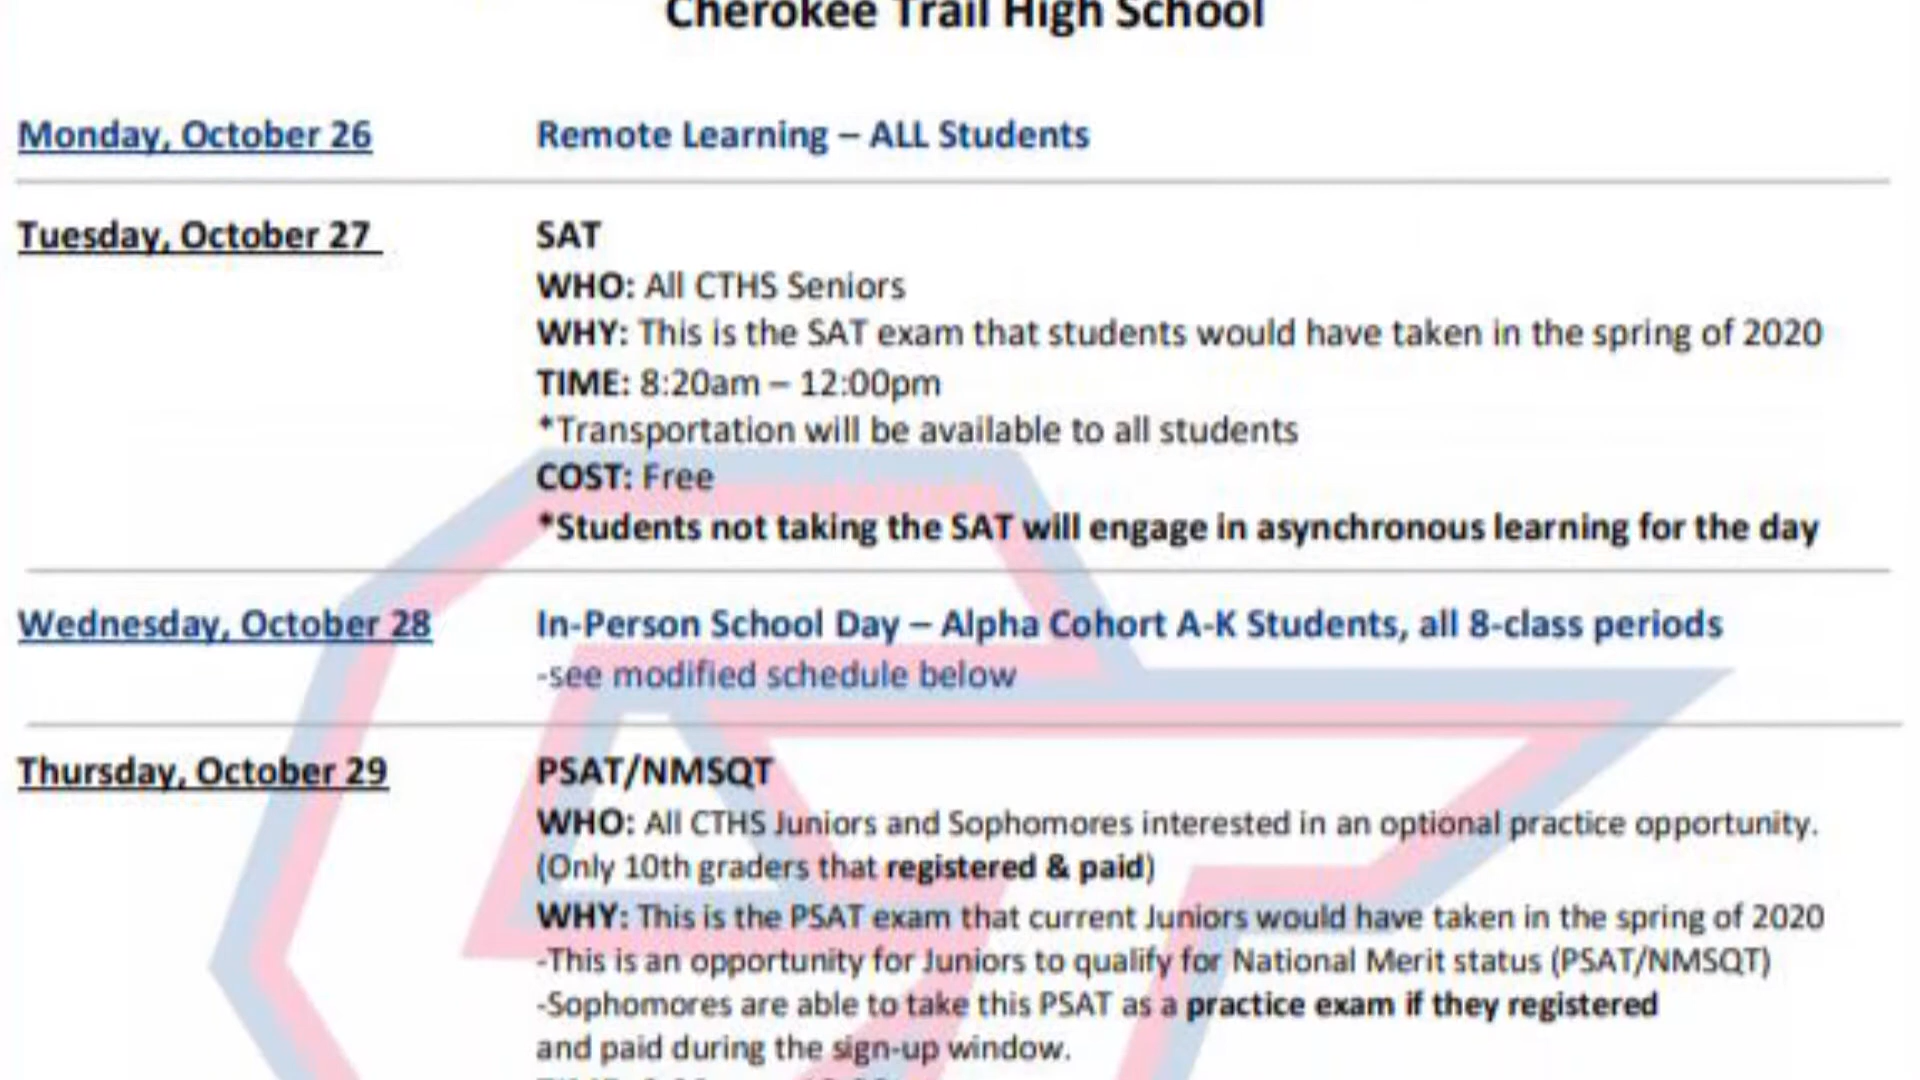 Cherokee Trail High School
Monday, October 26 Remote Learning – ALL Students
Tuesday, October 27 SAT
WHO: All CTHS Seniors
WHY: This is the SAT exam that students would have taken in the spring of 2020
TIME: 8:20am – 12:00pm
*Transportation will be available to all students
COST: Free
*Students not taking the SAT will engage in asynchronous learning for the day
Wednesday, October 28 In-Person School Day – Alpha Cohort A-K Students, all 8-class periods
-see modified schedule below
Thursday, October 29 PSAT/NMSQT
WHO: All CTHS Juniors and Sophomores interested in an optional practice opportunity.
(Only 10th graders that registered & paid)
WHY: This is the PSAT exam that current Juniors would have taken in the spring of 2020
-This is an opportunity for Juniors to qualify for National Merit status (PSAT/NMSQT)
-Sophomores are able to take this PSAT as a practice exam if they registered
and paid during the sign-up window.